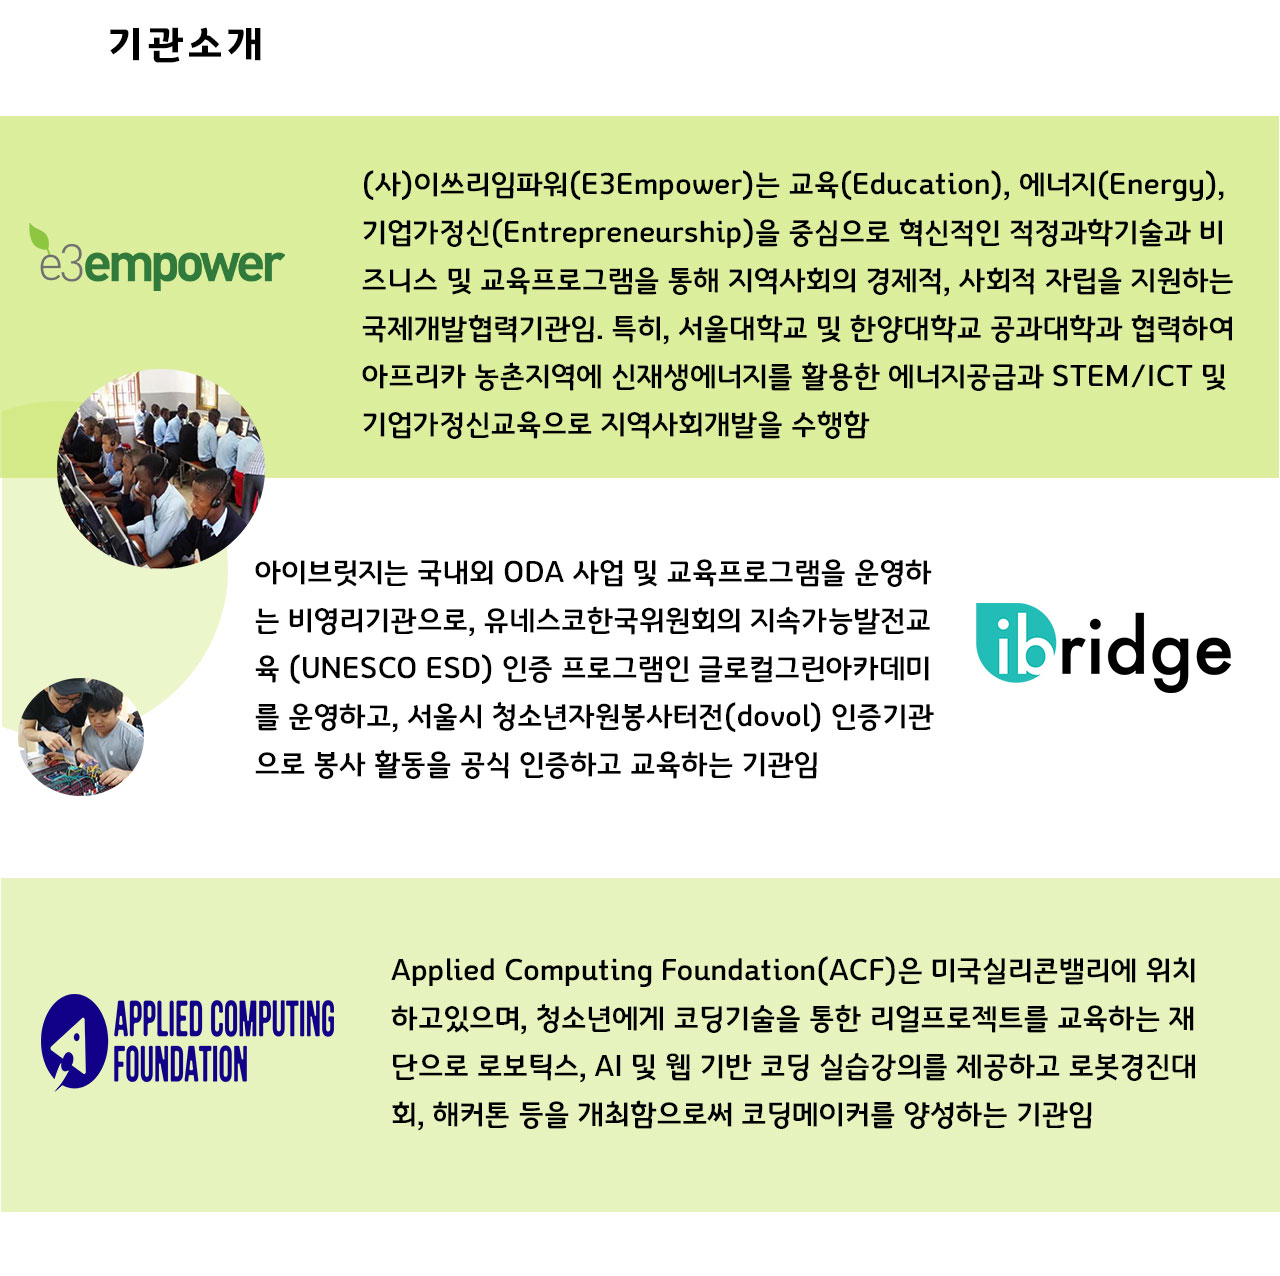 기관소개
(사)이쓰리임파워(E3Empower)는 교육(Education), 에너지(Energy),
기업가정신(Entrepreneurship)을 중심으로 혁신적인 적정과학기술과 비
즈니스 및 교육프로그램을 통해 지역사회의 경제적, 사회적 자립을 지원하는
국제개발협력기관임. 특히, 서울대학교 및 한양대학교 공과대학과 협력하여
아프리카 농촌지역에 신재생에너지를 활용한 에너지공급과 STEM/ICT 및
기업가정신교육으로 지역사회개발을 수행함
e3empower
아이브릿지는 국내외 ODA 사업 및 교육프로그램을 운영하
는 비영리기관으로, 유네스코한국위원회의 지속가능발전교
육 (UNESCO ESD) 인증 프로그램인 글로컬그린아카데미
를 운영하고, 서울시 청소년자원봉사터전(dovol) 인증기관
으로 봉사 활동을 공식 인증하고 교육하는 기관임
ibridge
APPLIED COMPUTING
FOUNDATION
Applied Computing Foundation(ACF)은 미국실리콘밸리에 위치
하고있으며, 청소년에게 코딩기술을 통한 리얼프로젝트를 교육하는 재
단으로 로보틱스, AI 및 웹 기반 코딩 실습강의를 제공하고 로봇경진대
회, 해커톤 등을 개최함으로써 코딩메이커를 양성하는 기관임